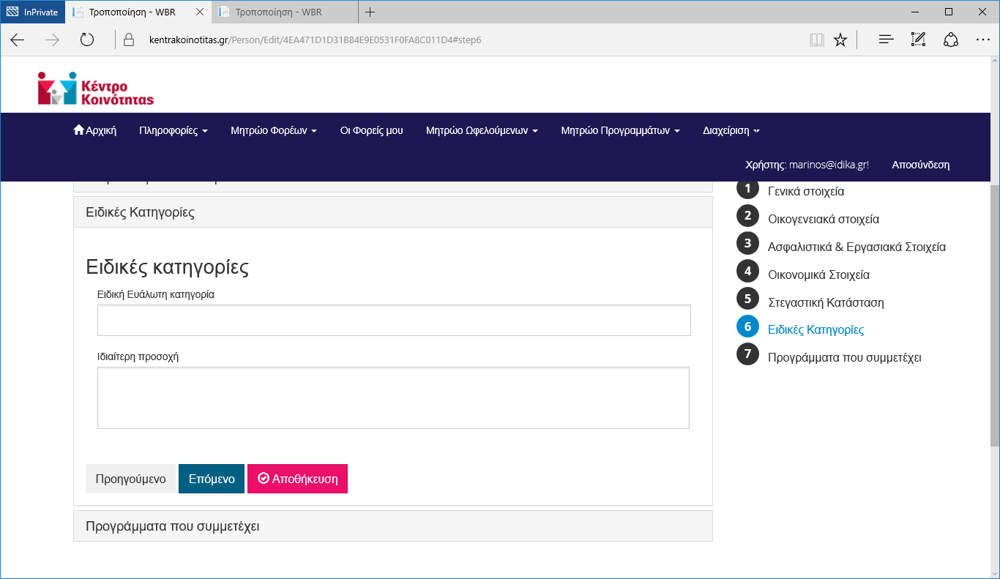 InPrivate
Τροποποίηση - WBR
Τροποποίηση - WBR
kentrakoinotitas.gr/Person/Edit/4EA471D1D31B84E9E0531F0FA8C011D4#step6
Κέντρο
Κοινότητας
Αρχική
Πληροφορίες
Μητρώο Φορέων
Οι Φορείς μου
Μητρώο Ωφελούμενων
Μητρώο Προγραμμάτων
Διαχείριση
Χρήστης: marinos@idika.gr!
Αποσύνδεση
Ειδικές Κατηγορίες
Ειδικές κατηγορίες
Ειδική Ευάλωτη κατηγορία
Ιδιαίτερη προσοχή
Προηγούμενο
Επόμενο
Αποθήκευση
Προγράμματα που συμμετέχει
1 Γενικά στοιχεία
2 Οικογενειακά στοιχεία
3 Ασφαλιστικά & Εργασιακά Στοιχεία
4 Οικονομικά Στοιχεία
5 Στεγαστική Κατάσταση
6 Ειδικές Κατηγορίες
7 Προγράμματα που συμμετέχει